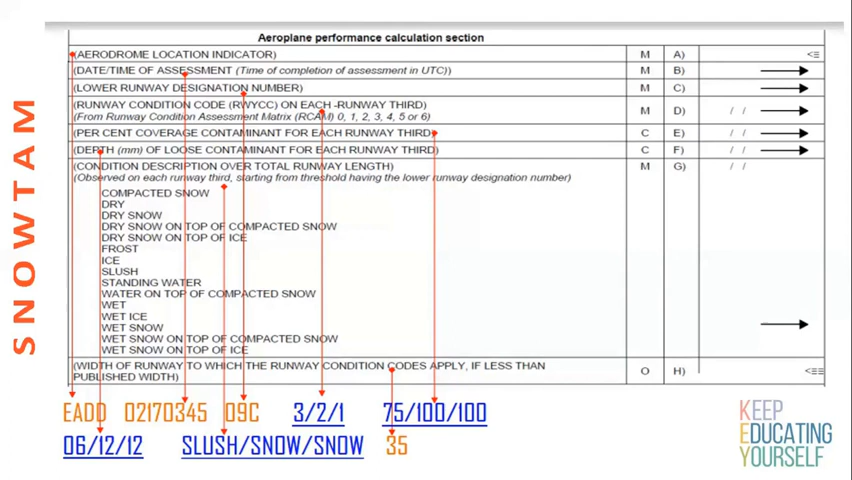 SNOWTAM
Aeroplane performance calculation section
(AERODROME LOCATION INDICATOR) M A) <≡
(DATE/TIME OF ASSESSMENT (Time of completion of assessment in UTC)) M B)
(LOWER RUNWAY DESIGNATION NUMBER) M C)
(RUNWAY CONDITION CODE (RWYCC) ON EACH -RUNWAY THIRD)
(From Runway Condition Assessment Matrix (RCAM) 0, 1, 2, 3, 4, 5 or 6) M D) / /
(PER CENT COVERAGE CONTAMINANT FOR EACH RUNWAY THIRD) C E) / /
(DEPTH (mm) OF LOOSE CONTAMINANT FOR EACH RUNWAY THIRD) C F) / /
(CONDITION DESCRIPTION OVER TOTAL RUNWAY LENGTH) M G) / /
(Observed on each runway third, starting from threshold having the lower runway designation number)
COMPACTED SNOW
DRY
DRY SNOW
DRY SNOW ON TOP OF COMPACTED SNOW
DRY SNOW ON TOP OF ICE
FROST
ICE
SLUSH
STANDING WATER
WATER ON TOP OF COMPACTED SNOW
WET
WET ICE
WET SNOW
WET SNOW ON TOP OF COMPACTED SNOW
WET SNOW ON TOP OF ICE
(WIDTH OF RUNWAY TO WHICH THE RUNWAY CONDITION CODES APPLY, IF LESS THAN
PUBLISHED WIDTH) O H) <≡≡
EADD 02170345 09C 3/2/1 75/100/100
06/12/12 SLUSH/SNOW/SNOW 35
KEEP
EDUCATING
YOURSELF